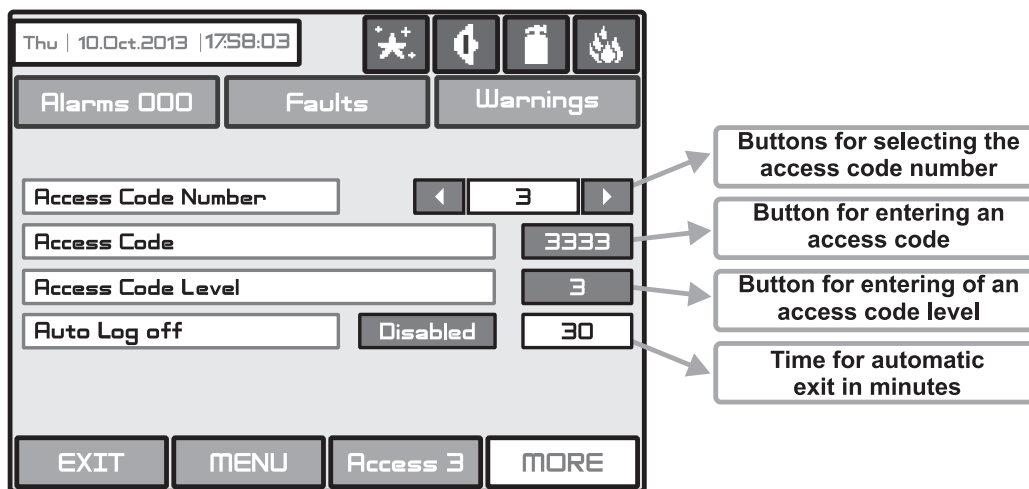 Thu | 10.Oct.2013 | 17:58:03
Alarms 000
Faults
Warnings
Access Code Number
3
Buttons for selecting the
access code number
Access Code
3333
Button for entering an
access code
Access Code Level
3
Button for entering of an
access code level
Auto Log off
Disabled
30
Time for automatic
exit in minutes
EXIT
MENU
Access 3
MORE